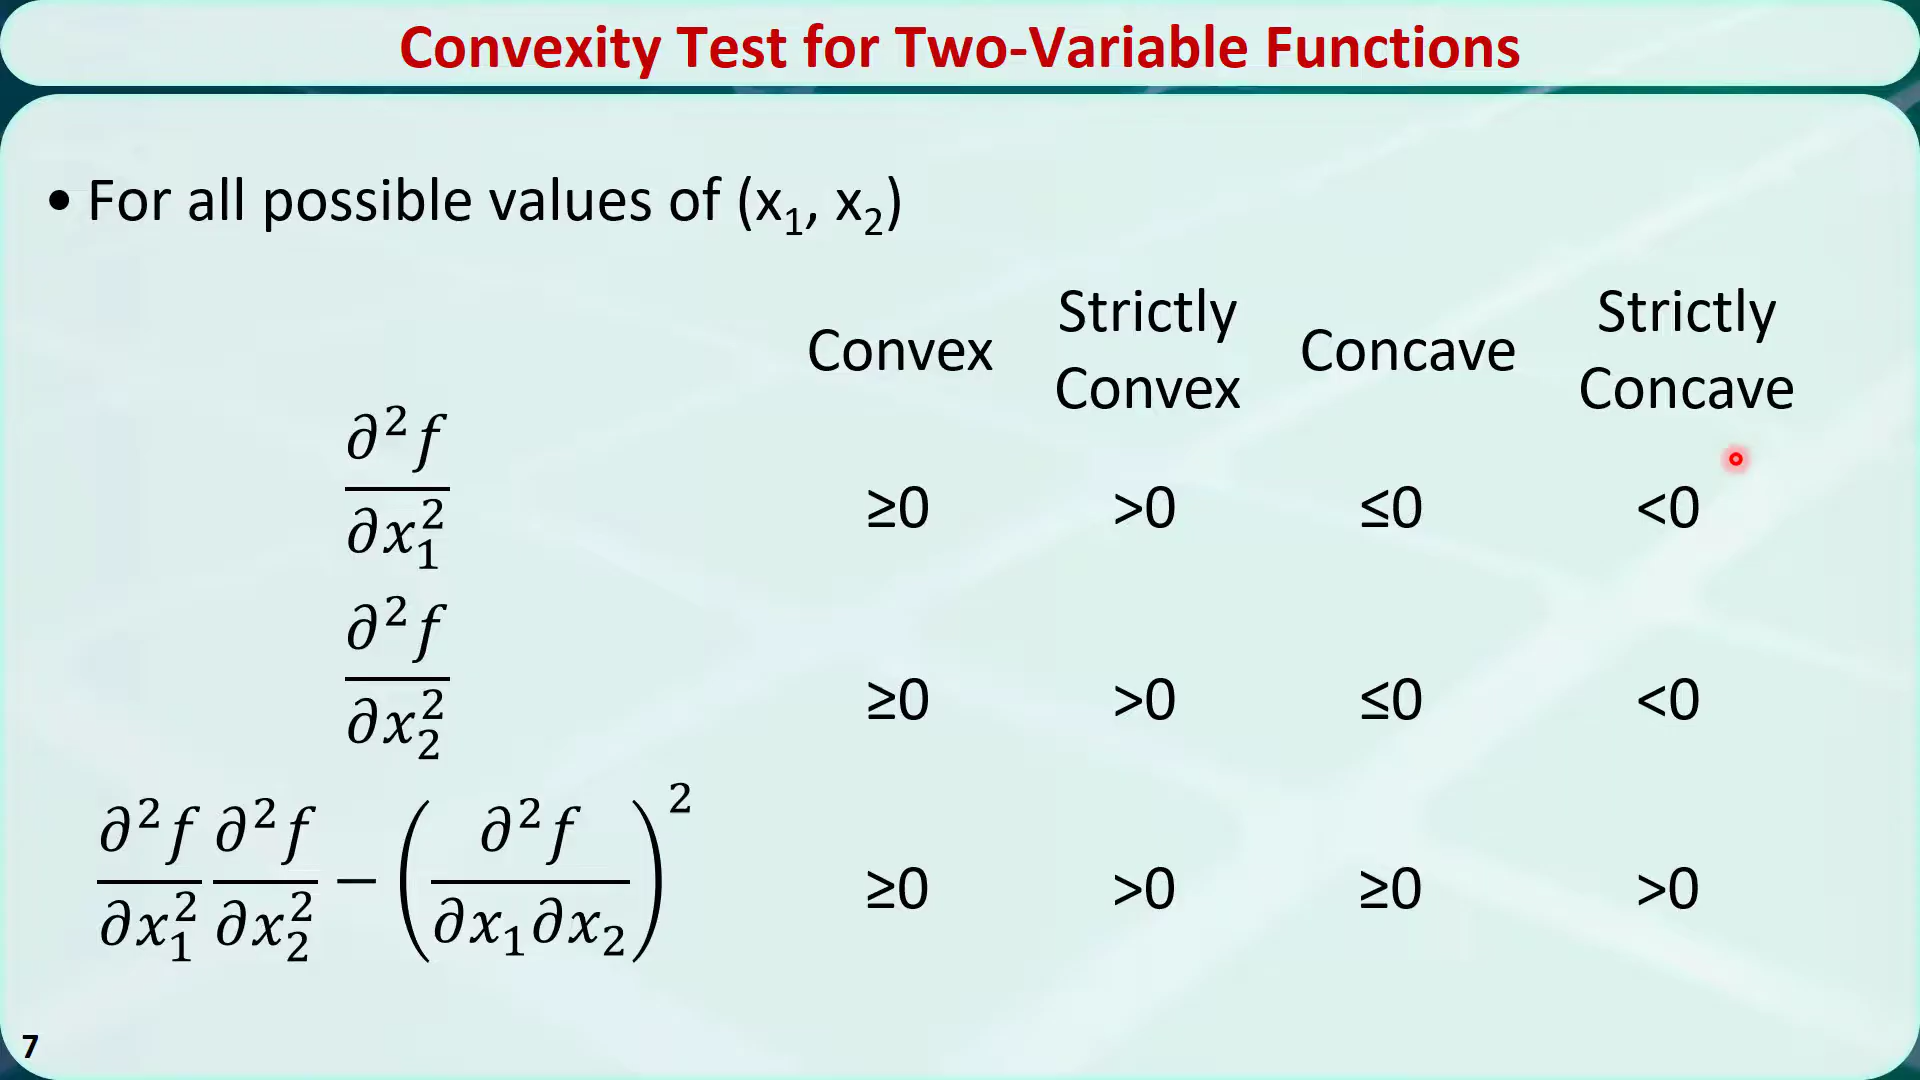 Convexity Test for Two-Variable Functions
• For all possible values of (x₁, x₂)
Convex Strictly Convex Concave Strictly Concave
∂²f/∂x₁² ≥0 >0 ≤0 <0
∂²f/∂x₂² ≥0 >0 ≤0 <0
∂²f/∂x₁² ∂²f/∂x₂² − (∂²f/∂x₁∂x₂)² ≥0 >0 ≥0 >0
7